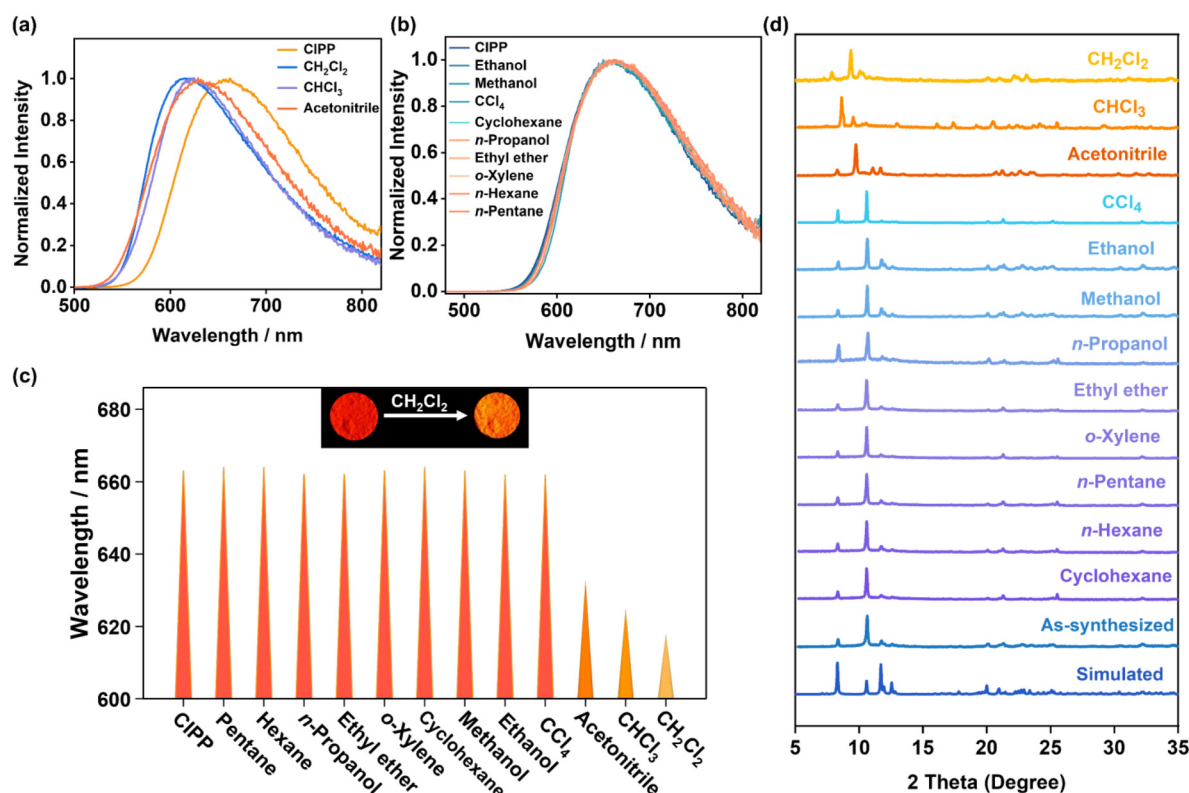 (a)
CIPP
CH₂Cl₂
CHCl₃
Acetonitrile
Normalized Intensity
1.0
0.8
0.6
0.4
0.2
0.0
500 600 700 800
Wavelength / nm
(b)
CIPP
Ethanol
Methanol
CCl₄
Cyclohexane
n-Propanol
Ethyl ether
o-Xylene
n-Hexane
n-Pentane
Normalized Intensity
1.0
0.8
0.6
0.4
0.2
0.0
500 600 700 800
Wavelength / nm
(c)
CH₂Cl₂
Wavelength / nm
680
660
640
620
600
CIPP
Pentane
Hexane
n-Propanol
Ethyl ether
o-Xylene
Cyclohexane
Methanol
Ethanol
CCl₄
Acetonitrile
CHCl₃
CH₂Cl₂
(d)
CH₂Cl₂
CHCl₃
Acetonitrile
CCl₄
Ethanol
Methanol
n-Propanol
Ethyl ether
o-Xylene
n-Pentane
n-Hexane
Cyclohexane
As-synthesized
Simulated
5 10 15 20 25 30 35
2 Theta (Degree)